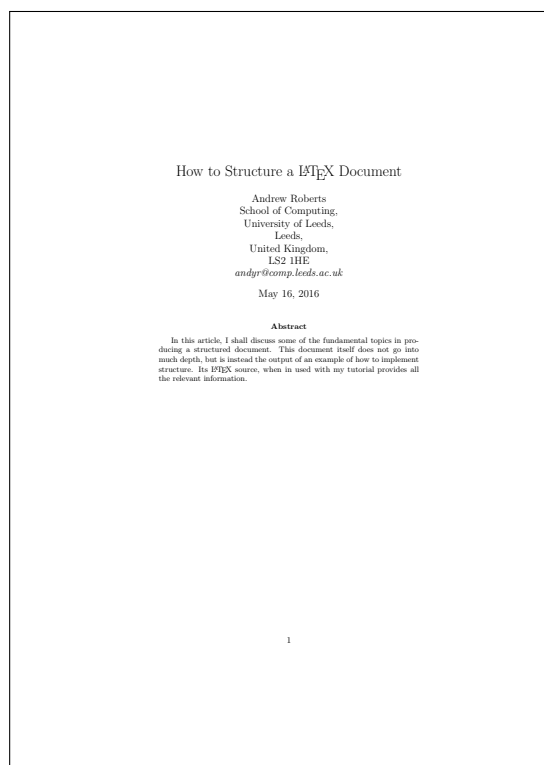 How to Structure a LATEX Document
Andrew Roberts
School of Computing,
University of Leeds,
Leeds,
United Kingdom,
LS2 1HE
andyr@comp.leeds.ac.uk
May 16, 2016
Abstract
In this article, I shall discuss some of the fundamental topics in pro-
ducing a structured document. This document itself does not go into
much depth, but is instead the output of an example of how to implement
structure. Its LATEX source, when in used with my tutorial provides all
the relevant information.
1